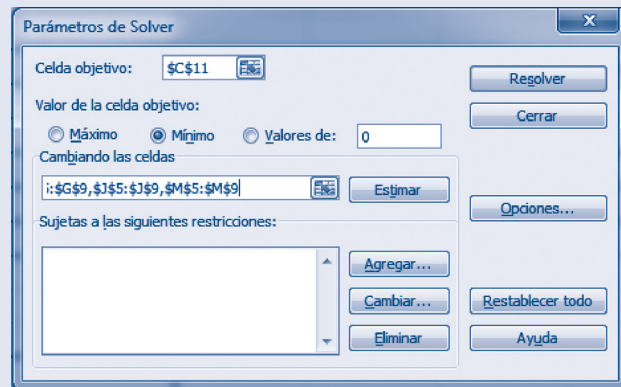 Parámetros de Solver
Celda objetivo: $C$11
Resolver
Valor de la celda objetivo:
Cerrar
Máximo Mínimo Valores de: 0
Cambiando las celdas
:$G$9,$J$5:$J$9,$M$5:$M$9
Estimar
Opciones...
Sujetas a las siguientes restricciones:
Agregar...
Cambiar...
Restablecer todo
Eliminar
Ayuda